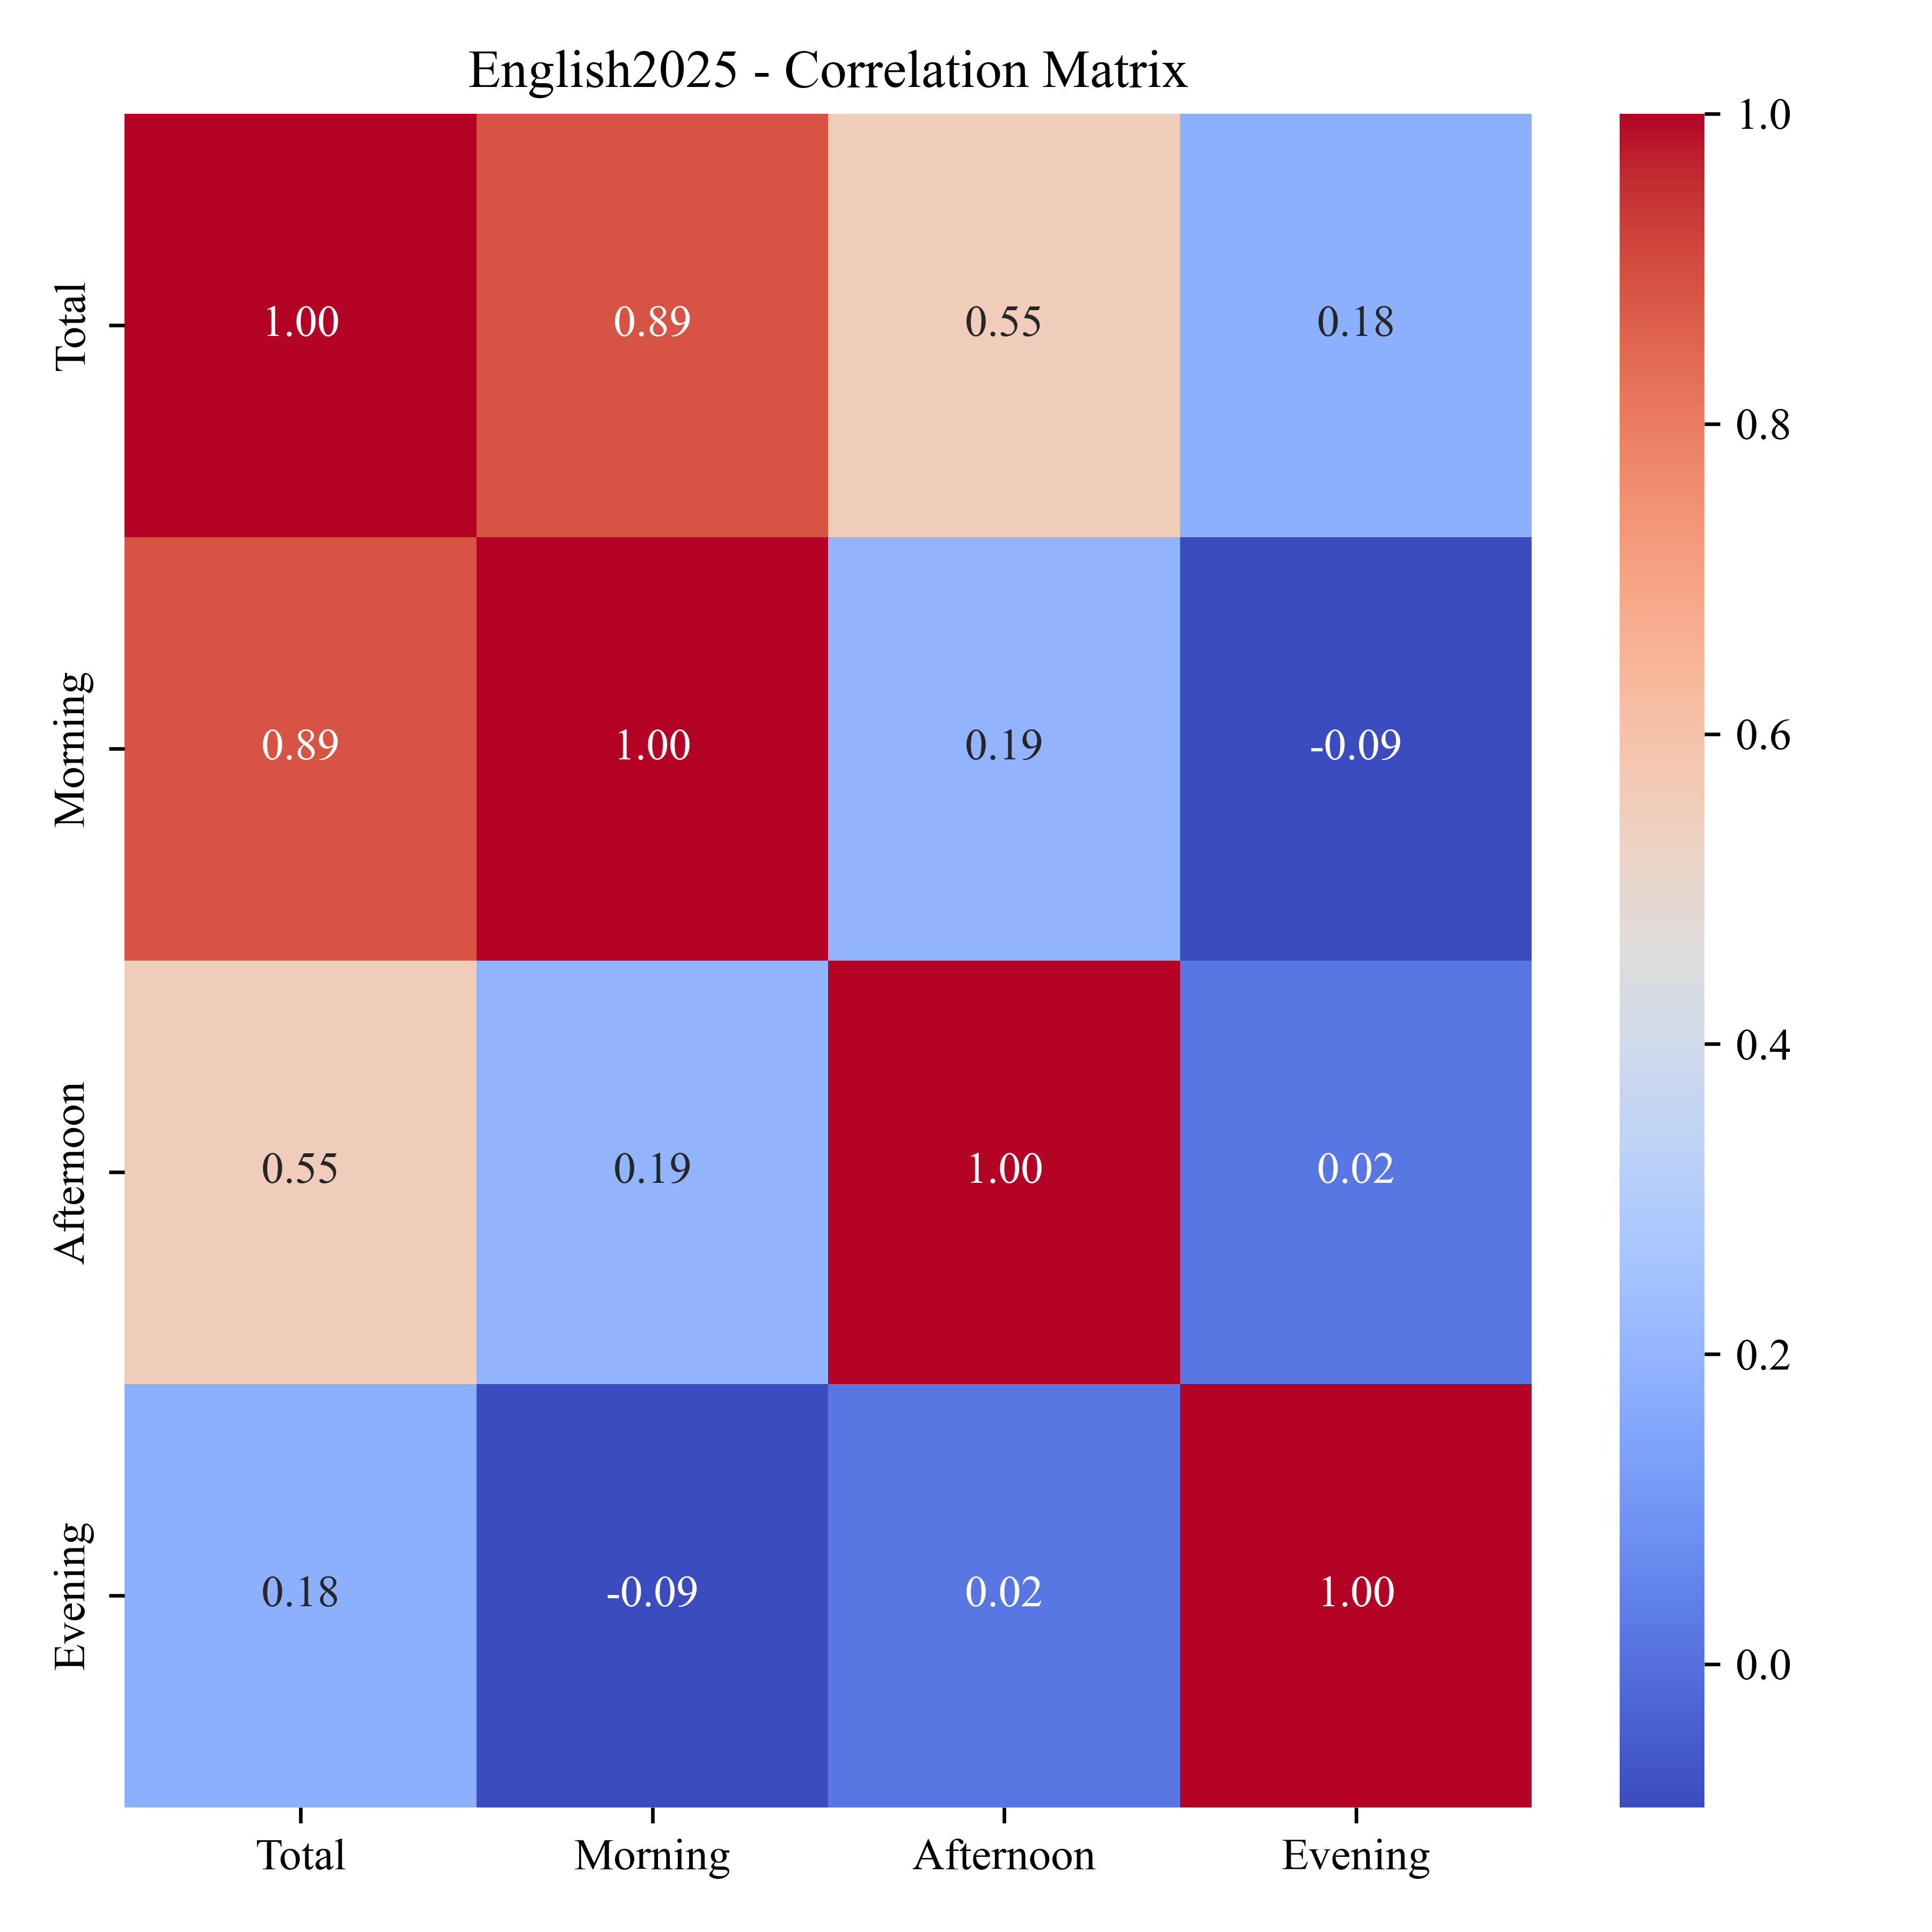 English2025 - Correlation Matrix
Total 1.00 0.89 0.55 0.18
Morning 0.89 1.00 0.19 -0.09
Afternoon 0.55 0.19 1.00 0.02
Evening 0.18 -0.09 0.02 1.00
Total Morning Afternoon Evening
1.0
0.8
0.6
0.4
0.2
0.0